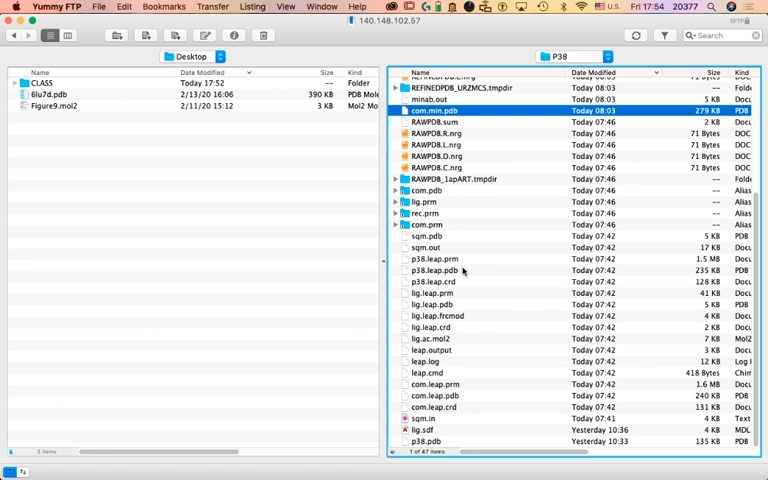 Yummy FTP File Edit Bookmarks Transfer Listing View Window Help U.S. Fri 17:54 20377
140.148.102.57 SFTP
Desktop P38 Search
Name Date Modified Size Kind
CLASS Today 17:52 -- Folder
6lu7d.pdb 2/13/20 16:06 390 KB PDB Mole
Figure9.mol2 2/11/20 15:12 3 KB Mol2 Mo
3 items
Name Date Modified Size Kind
REFINEDPDB_URZMCS.tmpdir Today 08:03 -- Folde
minab.out Today 08:03 5 KB Docu
com.min.pdb Today 08:03 279 KB PDB
RAWPDB.sum Today 07:46 2 KB Docu
RAWPDB.R.nrg Today 07:46 71 Bytes DOC
RAWPDB.L.nrg Today 07:46 71 Bytes DOC
RAWPDB.D.nrg Today 07:46 71 Bytes DOC
RAWPDB.C.nrg Today 07:46 71 Bytes DOC
RAWPDB_1apART.tmpdir Today 07:46 -- Folde
com.pdb Today 07:46 -- Alias
lig.prm Today 07:46 -- Alias
rec.prm Today 07:46 -- Alias
com.prm Today 07:46 -- Alias
sqm.pdb Today 07:42 5 KB PDB
sqm.out Today 07:42 17 KB Docu
p38.leap.prm Today 07:42 1.5 MB Docu
p38.leap.pdb Today 07:42 235 KB PDB
p38.leap.crd Today 07:42 128 KB Docu
lig.leap.prm Today 07:42 41 KB Docu
lig.leap.pdb Today 07:42 5 KB PDB
lig.leap.frcmod Today 07:42 4 KB Docu
lig.leap.crd Today 07:42 2 KB Docu
lig.ac.mol2 Today 07:42 7 KB Mol2
leap.output Today 07:42 3 KB Docu
leap.log Today 07:42 12 KB Log I
leap.cmd Today 07:42 418 Bytes Chim
com.leap.prm Today 07:42 1.6 MB Docu
com.leap.pdb Today 07:42 240 KB PDB
com.leap.crd Today 07:42 131 KB Docu
sqm.in Today 07:41 4 KB Text
lig.sdf Yesterday 10:36 4 KB MDL
p38.pdb Yesterday 10:33 135 KB PDB
1 of 47 items